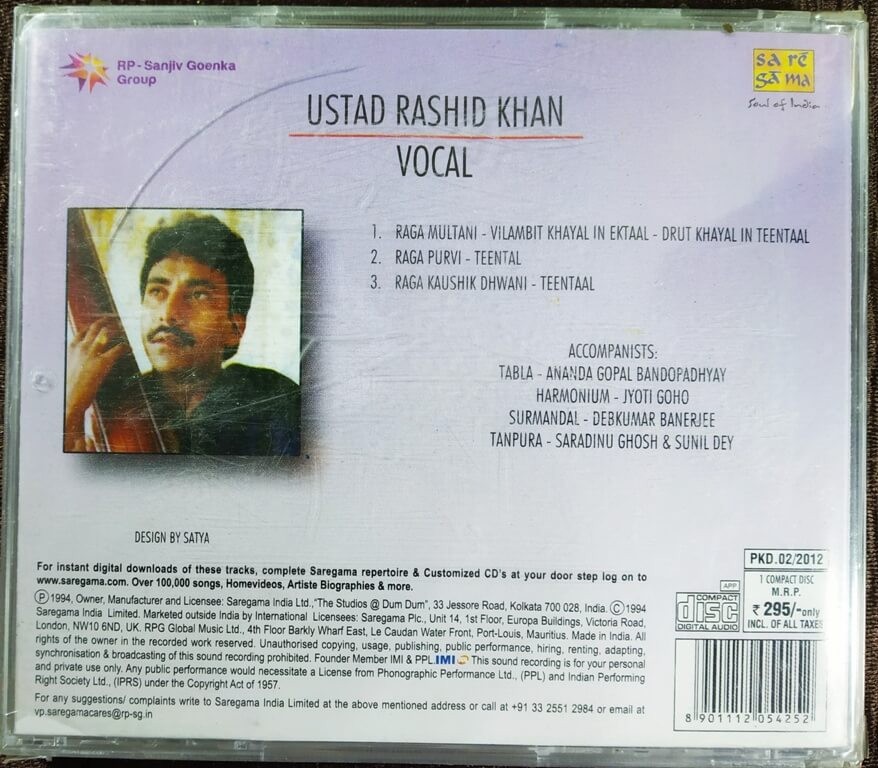 RP - Sanjiv Goenka
Group
sa rē
gā ma
Soul of India
USTAD RASHID KHAN
VOCAL
1. RAGA MULTANI - VILAMBIT KHAYAL IN EKTAAL - DRUT KHAYAL IN TEENTAAL
2. RAGA PURVI - TEENTAL
3. RAGA KAUSHIK DHWANI - TEENTAAL
ACCOMPANISTS:
TABLA - ANANDA GOPAL BANDOPADHYAY
HARMONIUM - JYOTI GOHO
SURMANDAL - DEBKUMAR BANERJEE
TANPURA - SARADINU GHOSH & SUNIL DEY
DESIGN BY SATYA
For instant digital downloads of these tracks, complete Saregama repertoire & Customized CD's at your door step log on to
www.saregama.com. Over 100,000 songs, Homevideos, Artiste Biographies & more.
Ⓟ1994, Owner, Manufacturer and Licensee: Saregama India Ltd.,"The Studios @ Dum Dum", 33 Jessore Road, Kolkata 700 028, India. Ⓒ1994
Saregama India Limited. Marketed outside India by International Licensees: Saregama Plc., Unit 14, 1st Floor, Europa Buildings, Victoria Road,
London, NW10 6ND, UK. RPG Global Music Ltd., 4th Floor Barkly Wharf East, Le Caudan Water Front, Port-Louis, Mauritius. Made in India. All
rights of the owner in the recorded work reserved. Unauthorised copying, usage, publishing, public performance, hiring, renting, adapting,
synchronisation & broadcasting of this sound recording prohibited. Founder Member IMI & PPL.IMI This sound recording is for your personal
and private use only. Any public performance would necessitate a License from Phonographic Performance Ltd., (PPL) and Indian Performing
Right Society Ltd., (IPRS) under the Copyright Act of 1957.
For any suggestions/ complaints write to Saregama India Limited at the above mentioned address or call at +91 33 2551 2984 or email at
vp.saregamacares@rp-sg.in
PKD.02/2012
APP
COMPACT
disc
DIGITAL AUDIO
1 COMPACT DISC
M.R.P.
₹ 295/-only
INCL. OF ALL TAXES
8 901112 054252